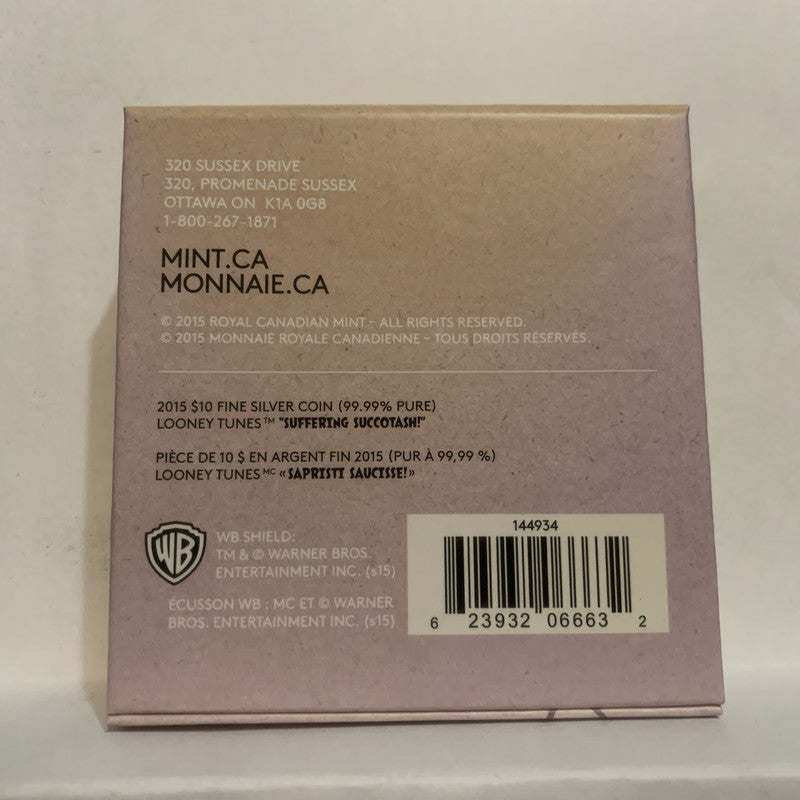 320 SUSSEX DRIVE
320, PROMENADE SUSSEX
OTTAWA ON K1A 0G8
1-800-267-1871
MINT.CA
MONNAIE.CA
© 2015 ROYAL CANADIAN MINT – ALL RIGHTS RESERVED.
© 2015 MONNAIE ROYALE CANADIENNE – TOUS DROITS RÉSERVÉS.
2015 $10 FINE SILVER COIN (99.99% PURE)
LOONEY TUNES™ "SUFFERING SUCCOTASH!"
PIÈCE DE 10 $ EN ARGENT FIN 2015 (PUR À 99,99 %)
LOONEY TUNES MC «SAPRISTI SAUCISSE!»
WB
WB SHIELD:
TM & © WARNER BROS.
ENTERTAINMENT INC. (s15)
ÉCUSSON WB : MC ET © WARNER
BROS. ENTERTAINMENT INC. (s15)
144934
6 23932 06663 2